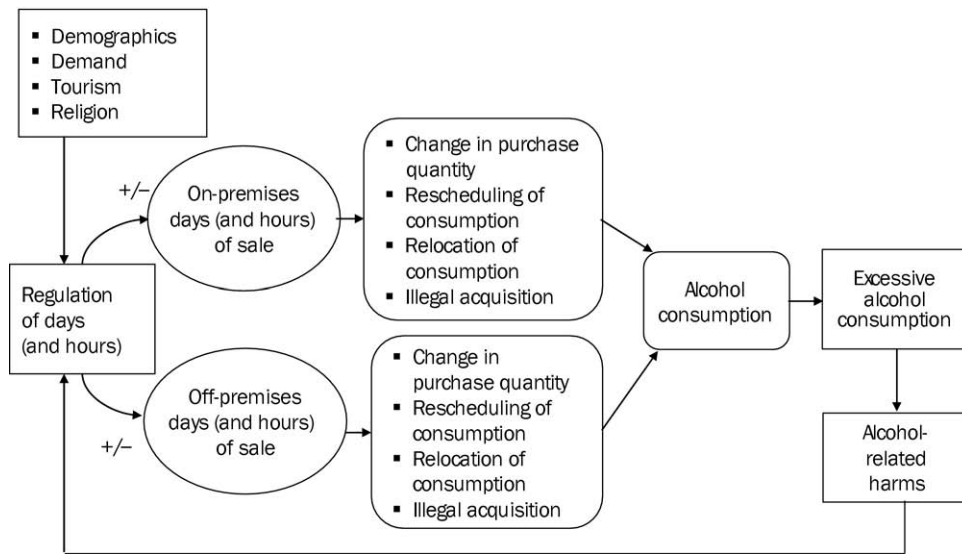 ▪ Demographics
▪ Demand
▪ Tourism
▪ Religion
+/–
On-premises
days (and hours)
of sale
▪ Change in purchase
quantity
▪ Rescheduling of
consumption
▪ Relocation of
consumption
▪ Illegal acquisition
Regulation
of days
(and hours)
Alcohol
consumption
Excessive
alcohol
consumption
+/–
Off-premises
days (and hours)
of sale
▪ Change in
purchase quantity
▪ Rescheduling of
consumption
▪ Relocation of
consumption
▪ Illegal acquisition
Alcohol-
related
harms